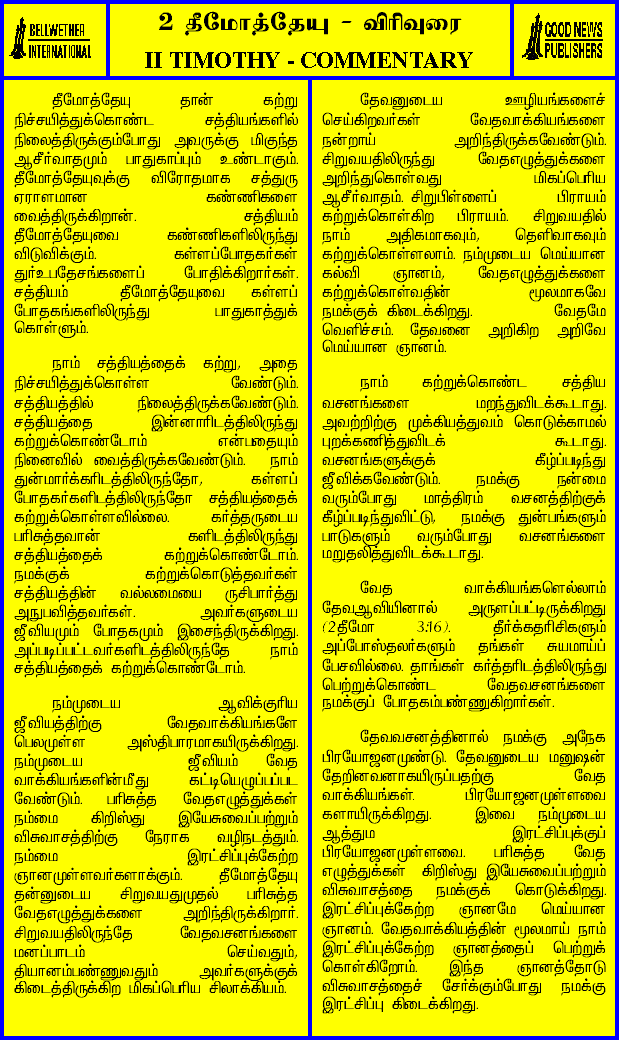 BELLWETHER
INTERNATIONAL
2 தீமோத்தேயு - விரிவுரை
II TIMOTHY - COMMENTARY
GOOD NEWS
PUBLISHERS
தீமோத்தேயு தான் கற்று
நிச்சயித்துக்கொண்ட சத்தியங்களில்
நிலைத்திருக்கும்போது அவருக்கு மிகுந்த
ஆசீர்வாதமும் பாதுகாப்பும் உண்டாகும்.
தீமோத்தேயுவுக்கு விரோதமாக சத்துரு
ஏராளமான கண்ணிகளை
வைத்திருக்கிறான். சத்தியம்
தீமோத்தேயுவை கண்ணிகளிலிருந்து
விடுவிக்கும். கள்ளப்போதகர்கள்
துர்உபதேசங்களைப் போதிக்கிறார்கள்.
சத்தியம் தீமோத்தேயுவை கள்ளப்
போதகங்களிலிருந்து பாதுகாத்துக்
கொள்ளும்.
நாம் சத்தியத்தைக் கற்று, அதை
நிச்சயித்துக்கொள்ள வேண்டும்.
சத்தியத்தில் நிலைத்திருக்கவேண்டும்.
சத்தியத்தை இன்னாரிடத்திலிருந்து
கற்றுக்கொண்டோம் என்பதையும்
நினைவில் வைத்திருக்கவேண்டும். நாம்
துன்மார்க்கரிடத்திலிருந்தோ, கள்ளப்
போதகர்களிடத்திலிருந்தோ சத்தியத்தைக்
கற்றுக்கொள்ளவில்லை. கர்த்தருடைய
பரிசுத்தவான் களிடத்திலிருந்து
சத்தியத்தைக் கற்றுக்கொண்டோம்.
நமக்குக் கற்றுக்கொடுத்தவர்கள்
சத்தியத்தின் வல்லமையை ருசிபார்த்து
அநுபவித்தவர்கள். அவர்களுடைய
ஜீவியமும் போதகமும் இசைந்திருக்கிறது.
அப்படிப்பட்டவர்களிடத்திலிருந்தே நாம்
சத்தியத்தைக் கற்றுக்கொண்டோம்.
நம்முடைய ஆவிக்குரிய
ஜீவியத்திற்கு வேதவாக்கியங்களே
பெலமுள்ள அஸ்திபாரமாகயிருக்கிறது.
நம்முடைய ஜீவியம் வேத
வாக்கியங்களின்மீது கட்டியெழுப்பப்பட
வேண்டும். பரிசுத்த வேதஎழுத்துக்கள்
நம்மை கிறிஸ்து இயேசுவைப்பற்றும்
விசுவாசத்திற்கு நேராக வழிநடத்தும்.
நம்மை இரட்சிப்புக்கேற்ற
ஞானமுள்ளவர்களாக்கும். தீமோத்தேயு
தன்னுடைய சிறுவயதுமுதல் பரிசுத்த
வேதஎழுத்துக்களை அறிந்திருக்கிறார்.
சிறுவயதிலிருந்தே வேதவசனங்களை
மனப்பாடம் செய்வதும்,
தியானம்பண்ணுவதும் அவர்களுக்குக்
கிடைத்திருக்கிற மிகப்பெரிய சிலாக்கியம்.
தேவனுடைய ஊழியங்களைச்
செய்கிறவர்கள் வேதவாக்கியங்களை
நன்றாய் அறிந்திருக்கவேண்டும்.
சிறுவயதிலிருந்து வேதஎழுத்துக்களை
அறிந்துகொள்வது மிகப்பெரிய
ஆசீர்வாதம். சிறுபிள்ளைப் பிராயம்
கற்றுக்கொள்கிற பிராயம். சிறுவயதில்
நாம் அதிகமாகவும், தெளிவாகவும்
கற்றுக்கொள்ளலாம். நம்முடைய மெய்யான
கல்வி ஞானம், வேதஎழுத்துக்களை
கற்றுக்கொள்வதின் மூலமாகவே
நமக்குக் கிடைக்கிறது. வேதமே
வெளிச்சம். தேவனை அறிகிற அறிவே
மெய்யான ஞானம்.
நாம் கற்றுக்கொண்ட சத்திய
வசனங்களை மறந்துவிடக்கூடாது.
அவற்றிற்கு முக்கியத்துவம் கொடுக்காமல்
புறக்கணித்துவிடக் கூடாது.
வசனங்களுக்குக் கீழ்ப்படிந்து
ஜீவிக்கவேண்டும். நமக்கு நன்மை
வரும்போது மாத்திரம் வசனத்திற்குக்
கீழ்ப்படிந்துவிட்டு, நமக்கு துன்பங்களும்
பாடுகளும் வரும்போது வசனங்களை
மறுதலித்துவிடக்கூடாது.
வேத வாக்கியங்களெல்லாம்
தேவஆவியினால் அருளப்பட்டிருக்கிறது
(2தீமோ 3:16). தீர்க்கதரிசிகளும்
அப்போஸ்தலர்களும் தங்கள் சுயமாய்ப்
பேசவில்லை. தாங்கள் கர்த்தரிடத்திலிருந்து
பெற்றுக்கொண்ட வேதவசனங்களை
நமக்குப் போதகம்பண்ணுகிறார்கள்.
தேவவசனத்தினால் நமக்கு அநேக
பிரயோஜனமுண்டு. தேவனுடைய மனுஷன்
தேறினவனாகயிருப்பதற்கு வேத
வாக்கியங்கள். பிரயோஜனமுள்ளவை
களாயிருக்கிறது. இவை நம்முடைய
ஆத்தும இரட்சிப்புக்குப்
பிரயோஜனமுள்ளவை. பரிசுத்த வேத
எழுத்துக்கள் கிறிஸ்து இயேசுவைப்பற்றும்
விசுவாசத்தை நமக்குக் கொடுக்கிறது.
இரட்சிப்புக்கேற்ற ஞானமே மெய்யான
ஞானம். வேதவாக்கியத்தின் மூலமாய் நாம்
இரட்சிப்புக்கேற்ற ஞானத்தைப் பெற்றுக்
கொள்கிறோம். இந்த ஞானத்தோடு
விசுவாசத்தைச் சேர்க்கும்போது நமக்கு
இரட்சிப்பு கிடைக்கிறது.